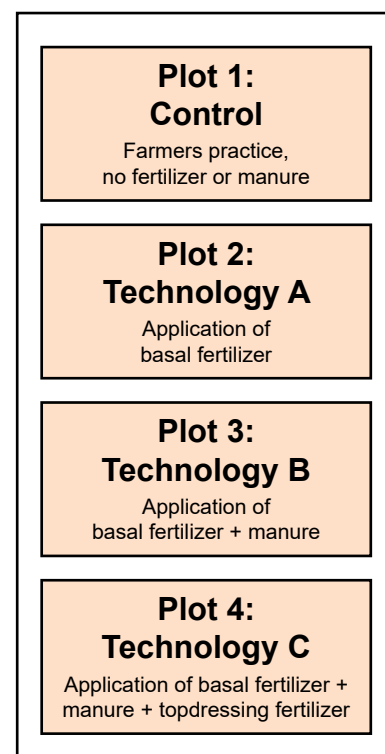 Plot 1:
Control
Farmers practice,
no fertilizer or manure
Plot 2:
Technology A
Application of
basal fertilizer
Plot 3:
Technology B
Application of
basal fertilizer + manure
Plot 4:
Technology C
Application of basal fertilizer +
manure + topdressing fertilizer